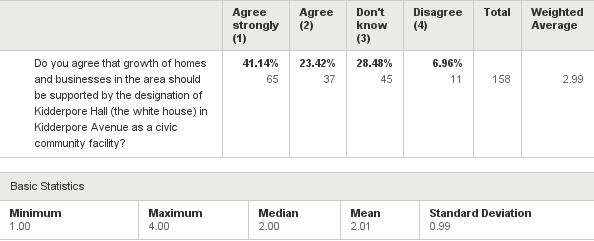 Agree strongly (1) Agree (2) Don't know (3) Disagree (4) Total Weighted Average
Do you agree that growth of homes
and businesses in the area should
be supported by the designation of
Kidderpore Hall (the white house) in
Kidderpore Avenue as a civic
community facility?
41.14% 23.42% 28.48% 6.96%
65 37 45 11 158 2.99
Basic Statistics
Minimum Maximum Median Mean Standard Deviation
1.00 4.00 2.00 2.01 0.99